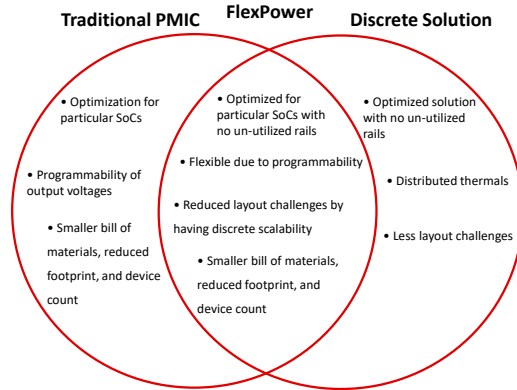 Traditional PMIC
FlexPower
Discrete Solution
• Optimization for
particular SoCs
• Programmability of
output voltages
• Smaller bill of
materials, reduced
footprint, and device
count
• Optimized for
particular SoCs with
no un-utilized rails
• Flexible due to programmability
• Reduced layout challenges by
having discrete scalability
• Smaller bill of materials,
reduced footprint, and
device count
• Optimized solution
with no un-utilized
rails
• Distributed thermals
• Less layout challenges